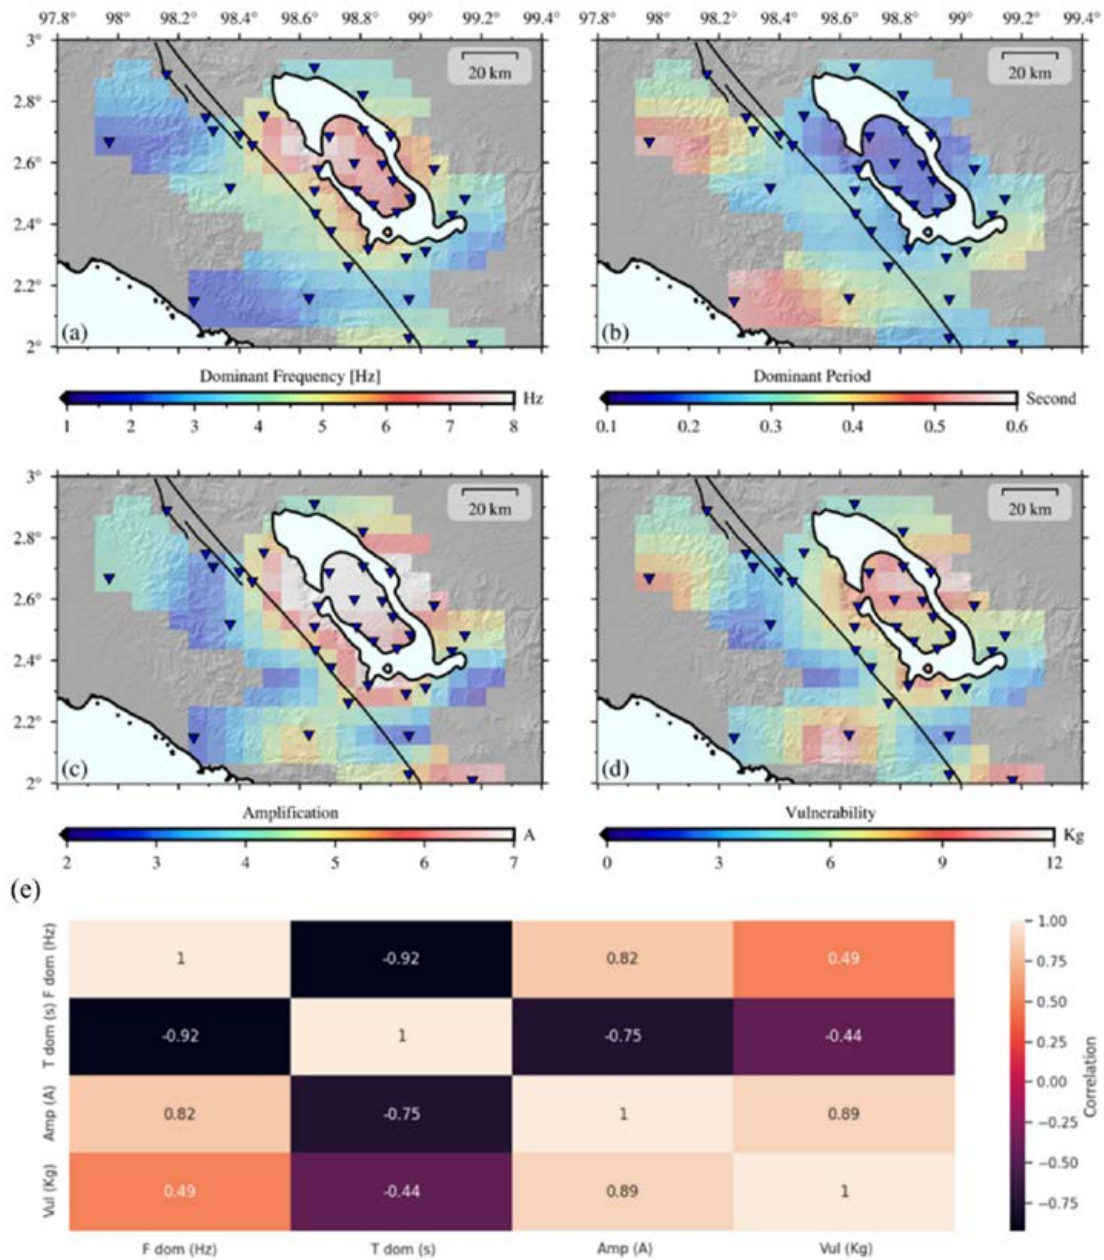 97.8° 98° 98.2° 98.4° 98.6° 98.8° 99° 99.2° 99.4° 97.8° 98° 98.2° 98.4° 98.6° 98.8° 99° 99.2° 99.4°
3°
20 km
20 km
2.8°
2.6°
2.4°
2.2°
2°
(a)
(b)
Dominant Frequency [Hz]
Dominant Period
Hz
Second
1 2 3 4 5 6 7 8
0.1 0.2 0.3 0.4 0.5 0.6
3°
20 km
20 km
2.8°
2.6°
2.4°
2.2°
2°
(c)
(d)
Amplification
Vulnerability
A
Kg
2 3 4 5 6 7
0 3 6 9 12
(e)
F dom (Hz)
1 -0.92 0.82 0.49
T dom (s)
-0.92 1 -0.75 -0.44
Amp (A)
0.82 -0.75 1 0.89
Vul (Kg)
0.49 -0.44 0.89 1
F dom (Hz) T dom (s) Amp (A) Vul (Kg)
1.00
0.75
0.50
0.25
0.00
−0.25
−0.50
−0.75
Correlation